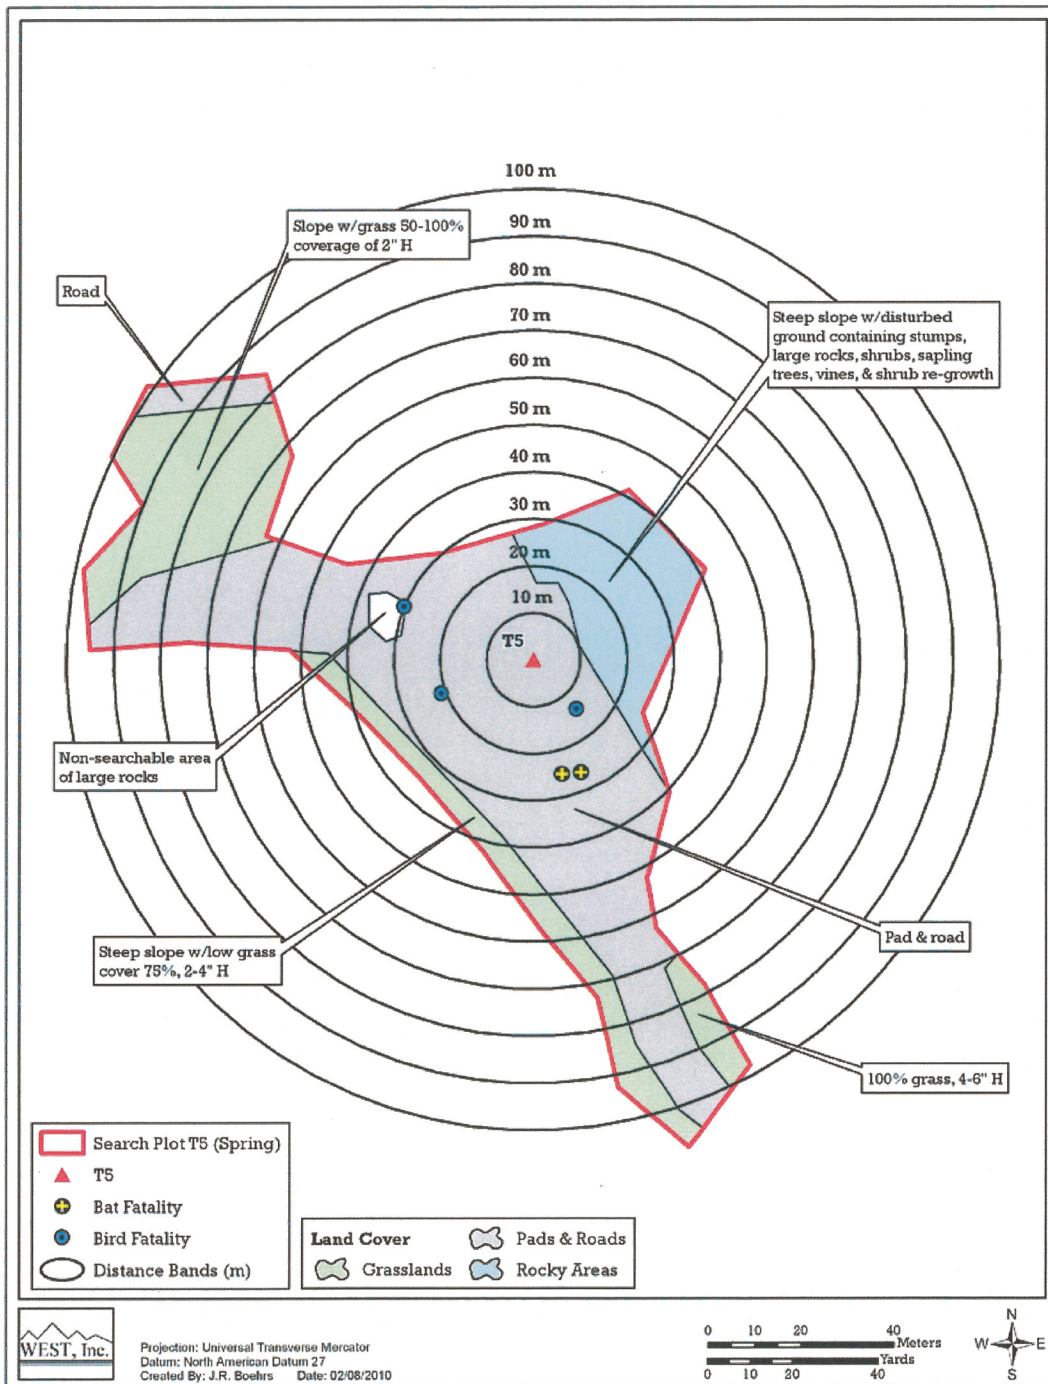 100 m
90 m
80 m
70 m
60 m
50 m
40 m
30 m
20 m
10 m
T5
Slope w/grass 50-100%
coverage of 2" H
Road
Steep slope w/disturbed
ground containing stumps,
large rocks, shrubs, sapling
trees, vines, & shrub re-growth
Non-searchable area
of large rocks
Steep slope w/low grass
cover 75%, 2-4" H
Pad & road
100% grass, 4-6" H
Search Plot T5 (Spring)
T5
Bat Fatality
Bird Fatality
Distance Bands (m)
Land Cover
Pads & Roads
Grasslands
Rocky Areas
WEST, Inc.
Projection: Universal Transverse Mercator
Datum: North American Datum 27
Created By: J.R. Boehrs Date: 02/08/2010
0 10 20 40
Meters
Yards
0 10 20 40
N
W E
S